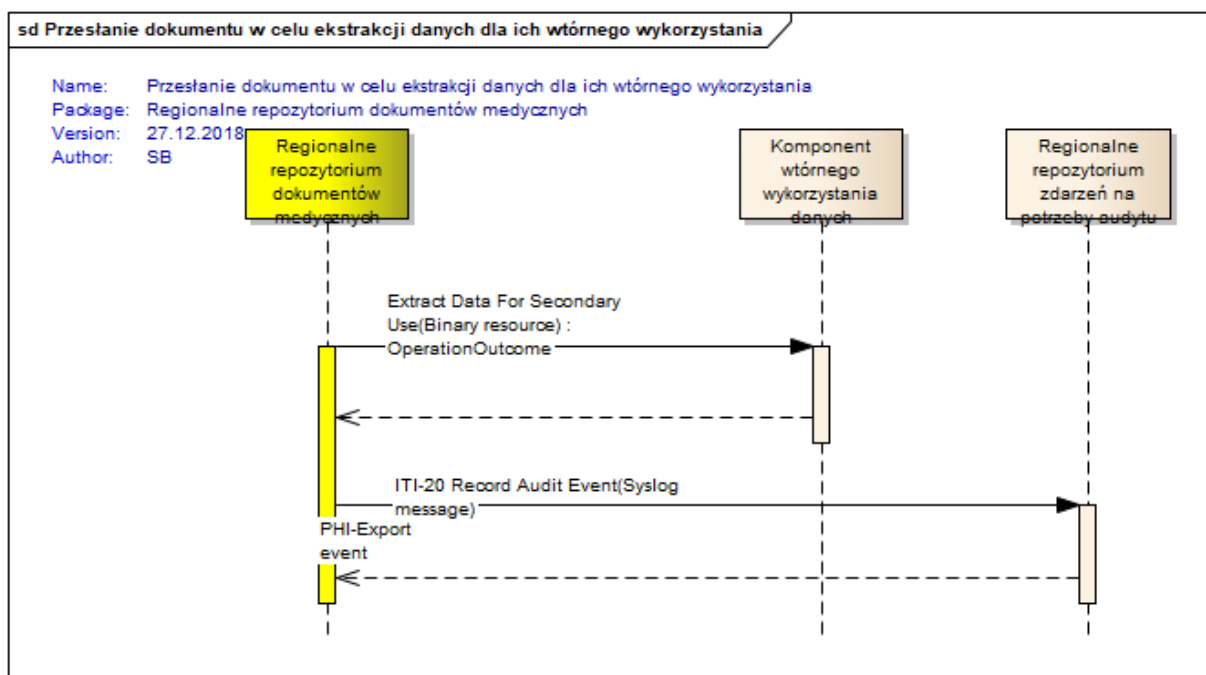 sd Przesłanie dokumentu w celu ekstrakcji danych dla ich wtórnego wykorzystania
Name: Przesłanie dokumentu w celu ekstrakcji danych dla ich wtórnego wykorzystania
Package: Regionalne repozytorium dokumentów medycznych
Version: 27.12.2018
Author: SB
Regionalne
repozytorium
dokumentów
medycznych
Komponent
wtórnego
wykorzystania
danych
Regionalne
repozytorium
zdarzeń na
potrzeby audytu
Extract Data For Secondary
Use(Binary resource) :
OperationOutcome
ITI-20 Record Audit Event(Syslog
message)
PHI-Export
event